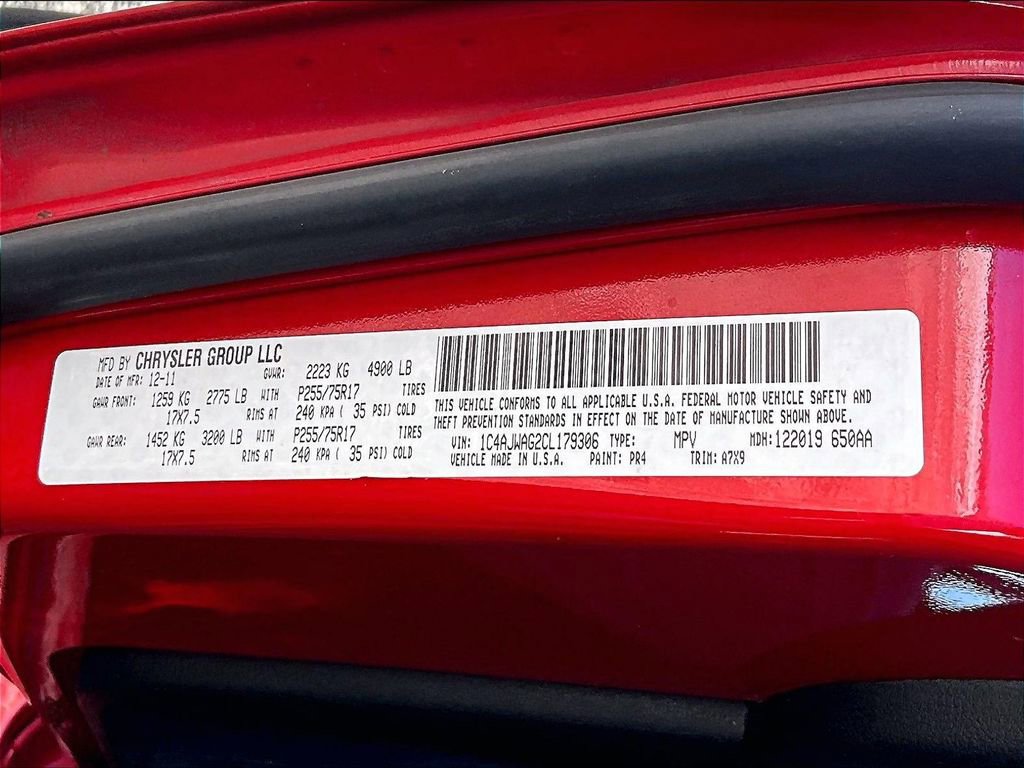 MFD BY CHRYSLER GROUP LLC
DATE OF MFR: 12-11 GVWR: 2223 KG 4900 LB
GAWR FRONT: 1259 KG 2775 LB WITH P255/75R17 TIRES
17X7.5 RIMS AT 240 KPA ( 35 PSI) COLD
GAWR REAR: 1452 KG 3200 LB WITH P255/75R17 TIRES
17X7.5 RIMS AT 240 KPA ( 35 PSI) COLD
THIS VEHICLE CONFORMS TO ALL APPLICABLE U.S.A. FEDERAL MOTOR VEHICLE SAFETY AND
THEFT PREVENTION STANDARDS IN EFFECT ON THE DATE OF MANUFACTURE SHOWN ABOVE.
VIN: 1C4AJWAG2CL179306 TYPE: MPV MDH: 122019 650AA
VEHICLE MADE IN U.S.A. PAINT: PR4 TRIM: A7X9